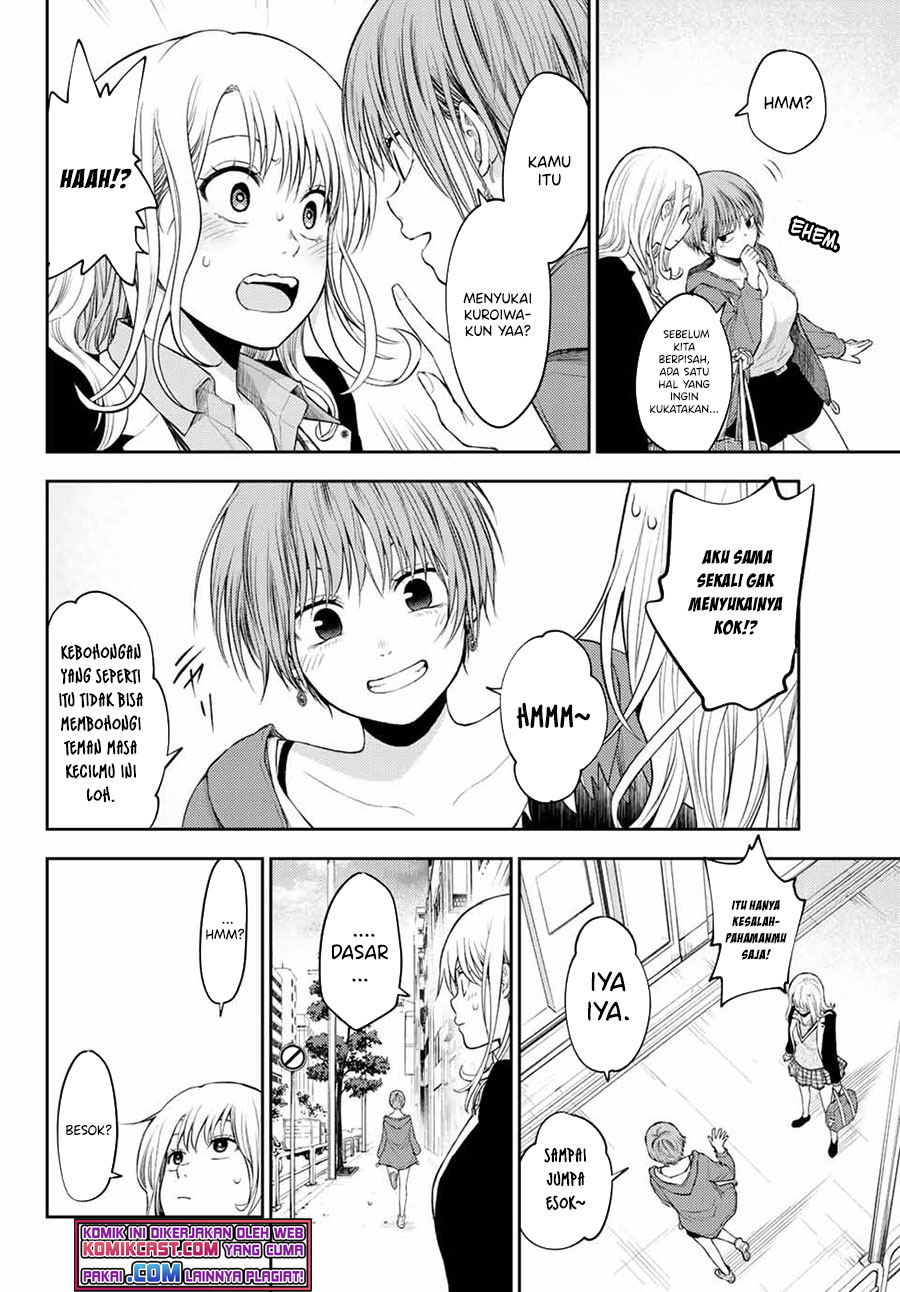 HMM?
EHEM.
SEBELUM
KITA
BERPISAH,
ADA SATU
HAL YANG
INGIN
KUKATAKAN...
KAMU
ITU
MENYUKAI
KUROIWA-
KUN YAA?
HAAH!?
AKU SAMA
SEKALI GAK
MENYUKAINYA
KOK!?
HMMM~
KEBOHONGAN
YANG SEPERTI
ITU TIDAK BISA
MEMBOHONGI
TEMAN MASA
KECILMU INI
LOH.
ITU HANYA
KESALAH-
PAHAMANMU
SAJA!
IYA
IYA.
SAMPAI
JUMPA
ESOK~
....
DASAR
...
...
HMM?
BESOK?
KOMIK INI DIKERJAKAN OLEH WEB
KOMIKCAST.COM YANG CUMA
PAKAI .COM LAINNYA PLAGIAT!